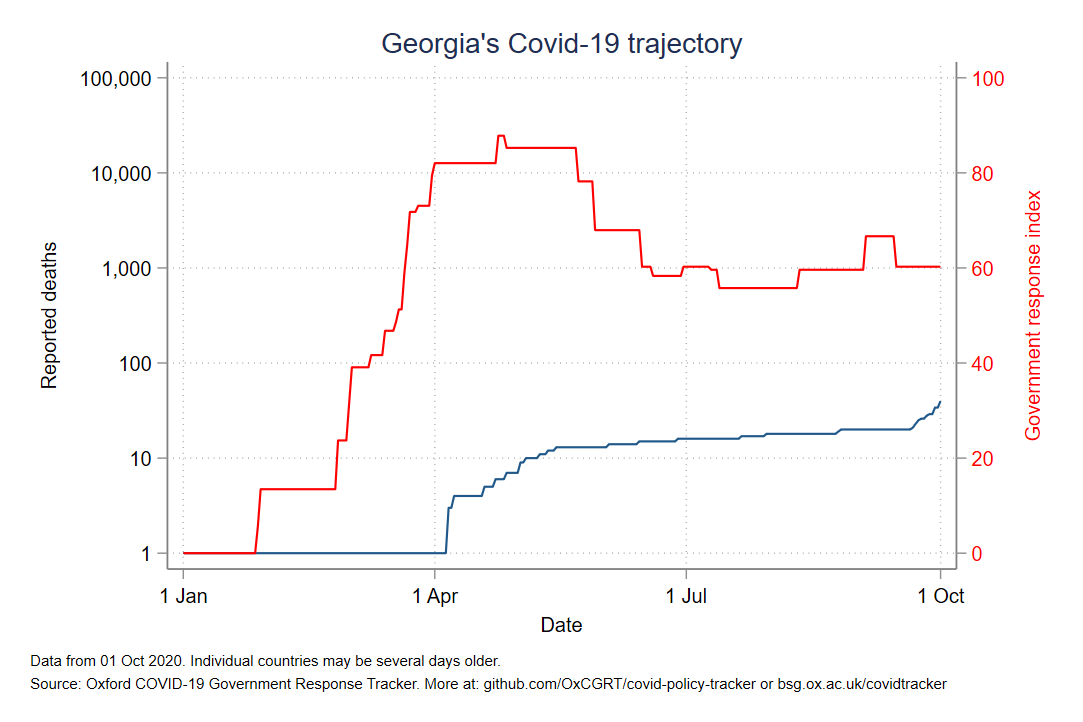 Georgia's Covid-19 trajectory
100,000
10,000
1,000
100
10
1
Reported deaths
100
80
60
40
20
0
Government response index
1 Jan
1 Apr
1 Jul
1 Oct
Date
Data from 01 Oct 2020. Individual countries may be several days older.
Source: Oxford COVID-19 Government Response Tracker. More at: github.com/OxCGRT/covid-policy-tracker or bsg.ox.ac.uk/covidtracker